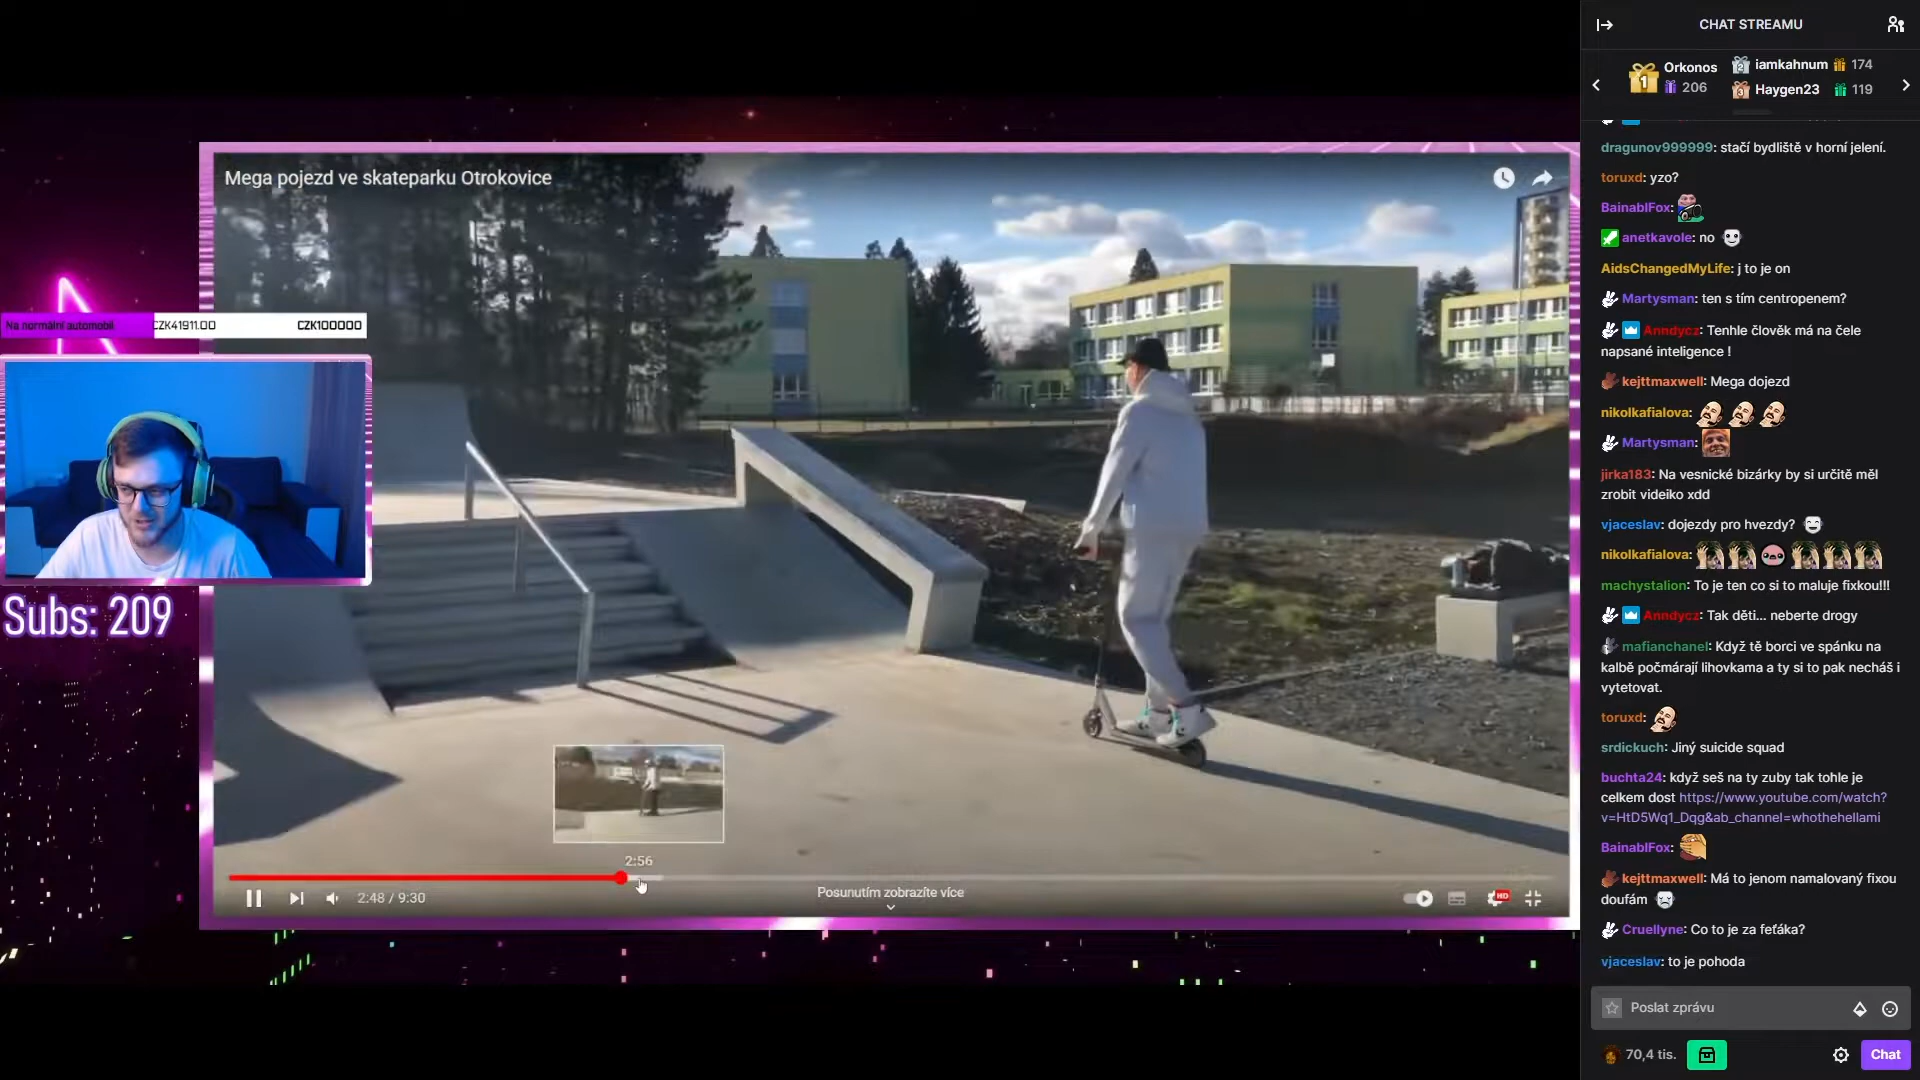 Mega pojezd ve skateparku Otrokovice
Na normální automobil
CZK41911.00
CZK100000
Subs: 209
2:56
2:48 / 9:30
Posunutím zobrazíte více
HD
CHAT STREAMU
1
Orkonos
206
2
iamkahnum
174
3
Haygen23
119
dragunov999999: stačí bydliště v horní jelení.
toruxd: yzo?
BainablFox:
anetkavole: no
AidsChangedMyLife: j to je on
Martysman: ten s tím centropenem?
Anndycz: Tenhle člověk má na čele
napsané inteligence !
kejttmaxwell: Mega dojezd
nikolkafialova:
Martysman:
jirka183: Na vesnické bizárky by si určitě měl
zrobit videiko xdd
vjaceslav: dojezdy pro hvezdy?
nikolkafialova:
machystalion: To je ten co si to maluje fixkou!!!
Anndycz: Tak děti... neberte drogy
mafianchanel: Když tě borci ve spánku na
kalbě počmárají lihovkama a ty si to pak necháš i
vytetovat.
toruxd:
srdickuch: Jiný suicide squad
buchta24: když seš na ty zuby tak tohle je
celkem dost https://www.youtube.com/watch?
v=HtD5Wq1_Dqg&ab_channel=whothehellami
BainablFox:
kejttmaxwell: Má to jenom namalovaný fixou
doufám
Cruellyne: Co to je za feťáka?
vjaceslav: to je pohoda
Poslat zprávu
70,4 tis.
Chat